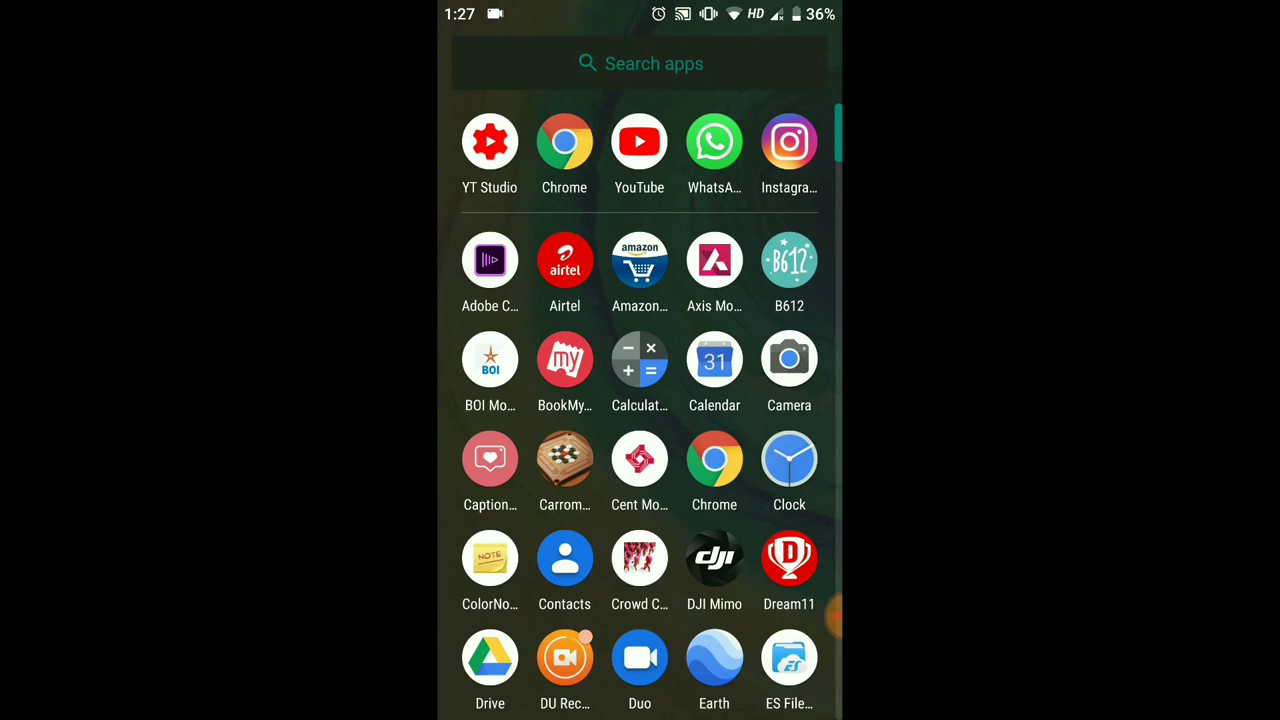 1:27 HD 36%
Search apps
YT Studio Chrome YouTube WhatsA... Instagra...
airtel amazon B612
Adobe C... Airtel Amazon... Axis Mo... B612
BOI my 31
BOI Mo... BookMy... Calculat... Calendar Camera
Caption... Carrom... Cent Mo... Chrome Clock
NOTE dji D
ColorNo... Contacts Crowd C... DJI Mimo Dream11
ES
Drive DU Rec... Duo Earth ES File...